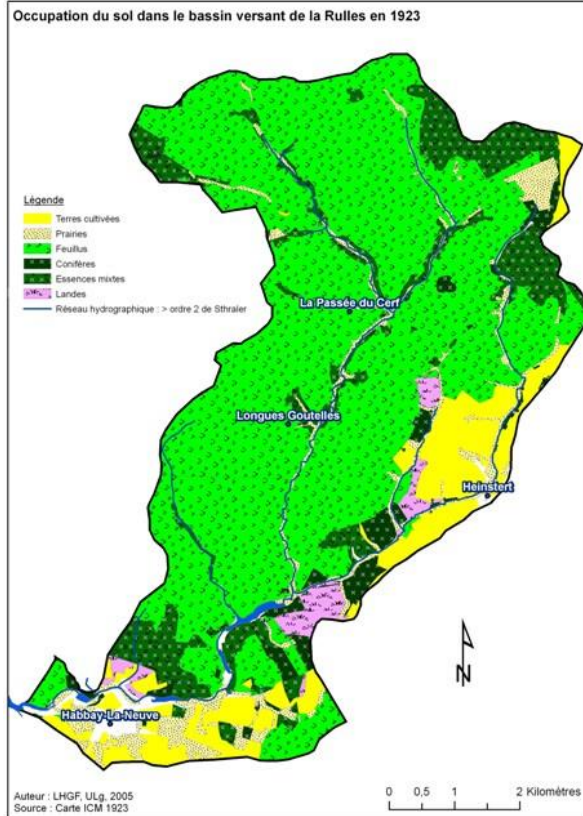 Occupation du sol dans le bassin versant de la Rulles en 1923
Légende
Terres cultivées
Prairies
Feuillus
Conifères
Essences mixtes
Landes
Réseau hydrographique : > ordre 2 de Sthraler
La Passée du Cerf
Longues Goutelles
Heinstert
Habbay-La-Neuve
N
Auteur : LHGF, ULg, 2005
Source : Carte ICM 1923
0 0,5 1 2 Kilomètres